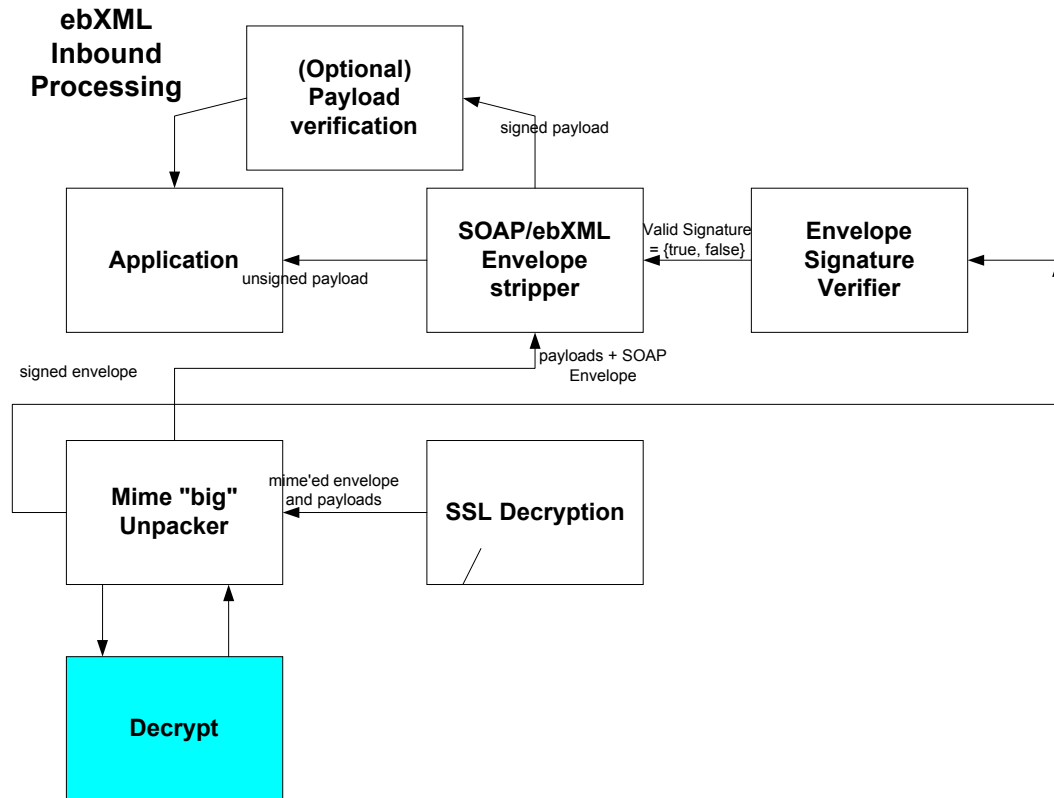 ebXML
Inbound
Processing
(Optional)
Payload
verification
signed payload
Application
unsigned payload
SOAP/ebXML
Envelope
stripper
Valid Signature
= {true, false}
Envelope
Signature
Verifier
signed envelope
payloads + SOAP
Envelope
Mime "big"
Unpacker
mime'ed envelope
and payloads
SSL Decryption
Decrypt